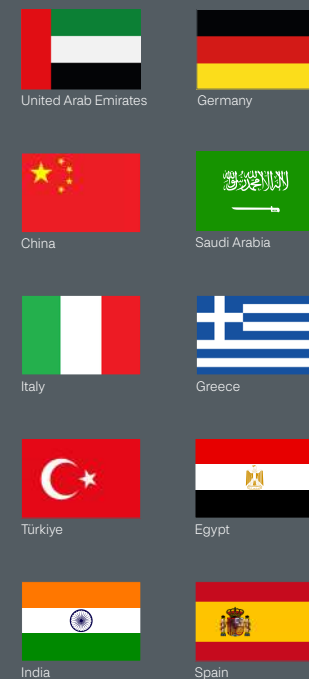 United Arab Emirates
Germany
China
Saudi Arabia
Italy
Greece
Türkiye
Egypt
India
Spain